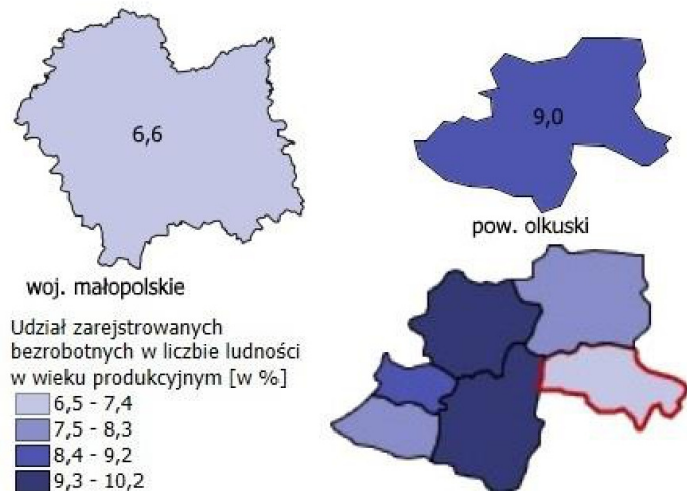 6,6
9,0
pow. olkuski
woj. małopolskie
Udział zarejstrowanych
bezrobotnych w liczbie ludności
w wieku produkcyjnym [w %]
6,5 - 7,4
7,5 - 8,3
8,4 - 9,2
9,3 - 10,2